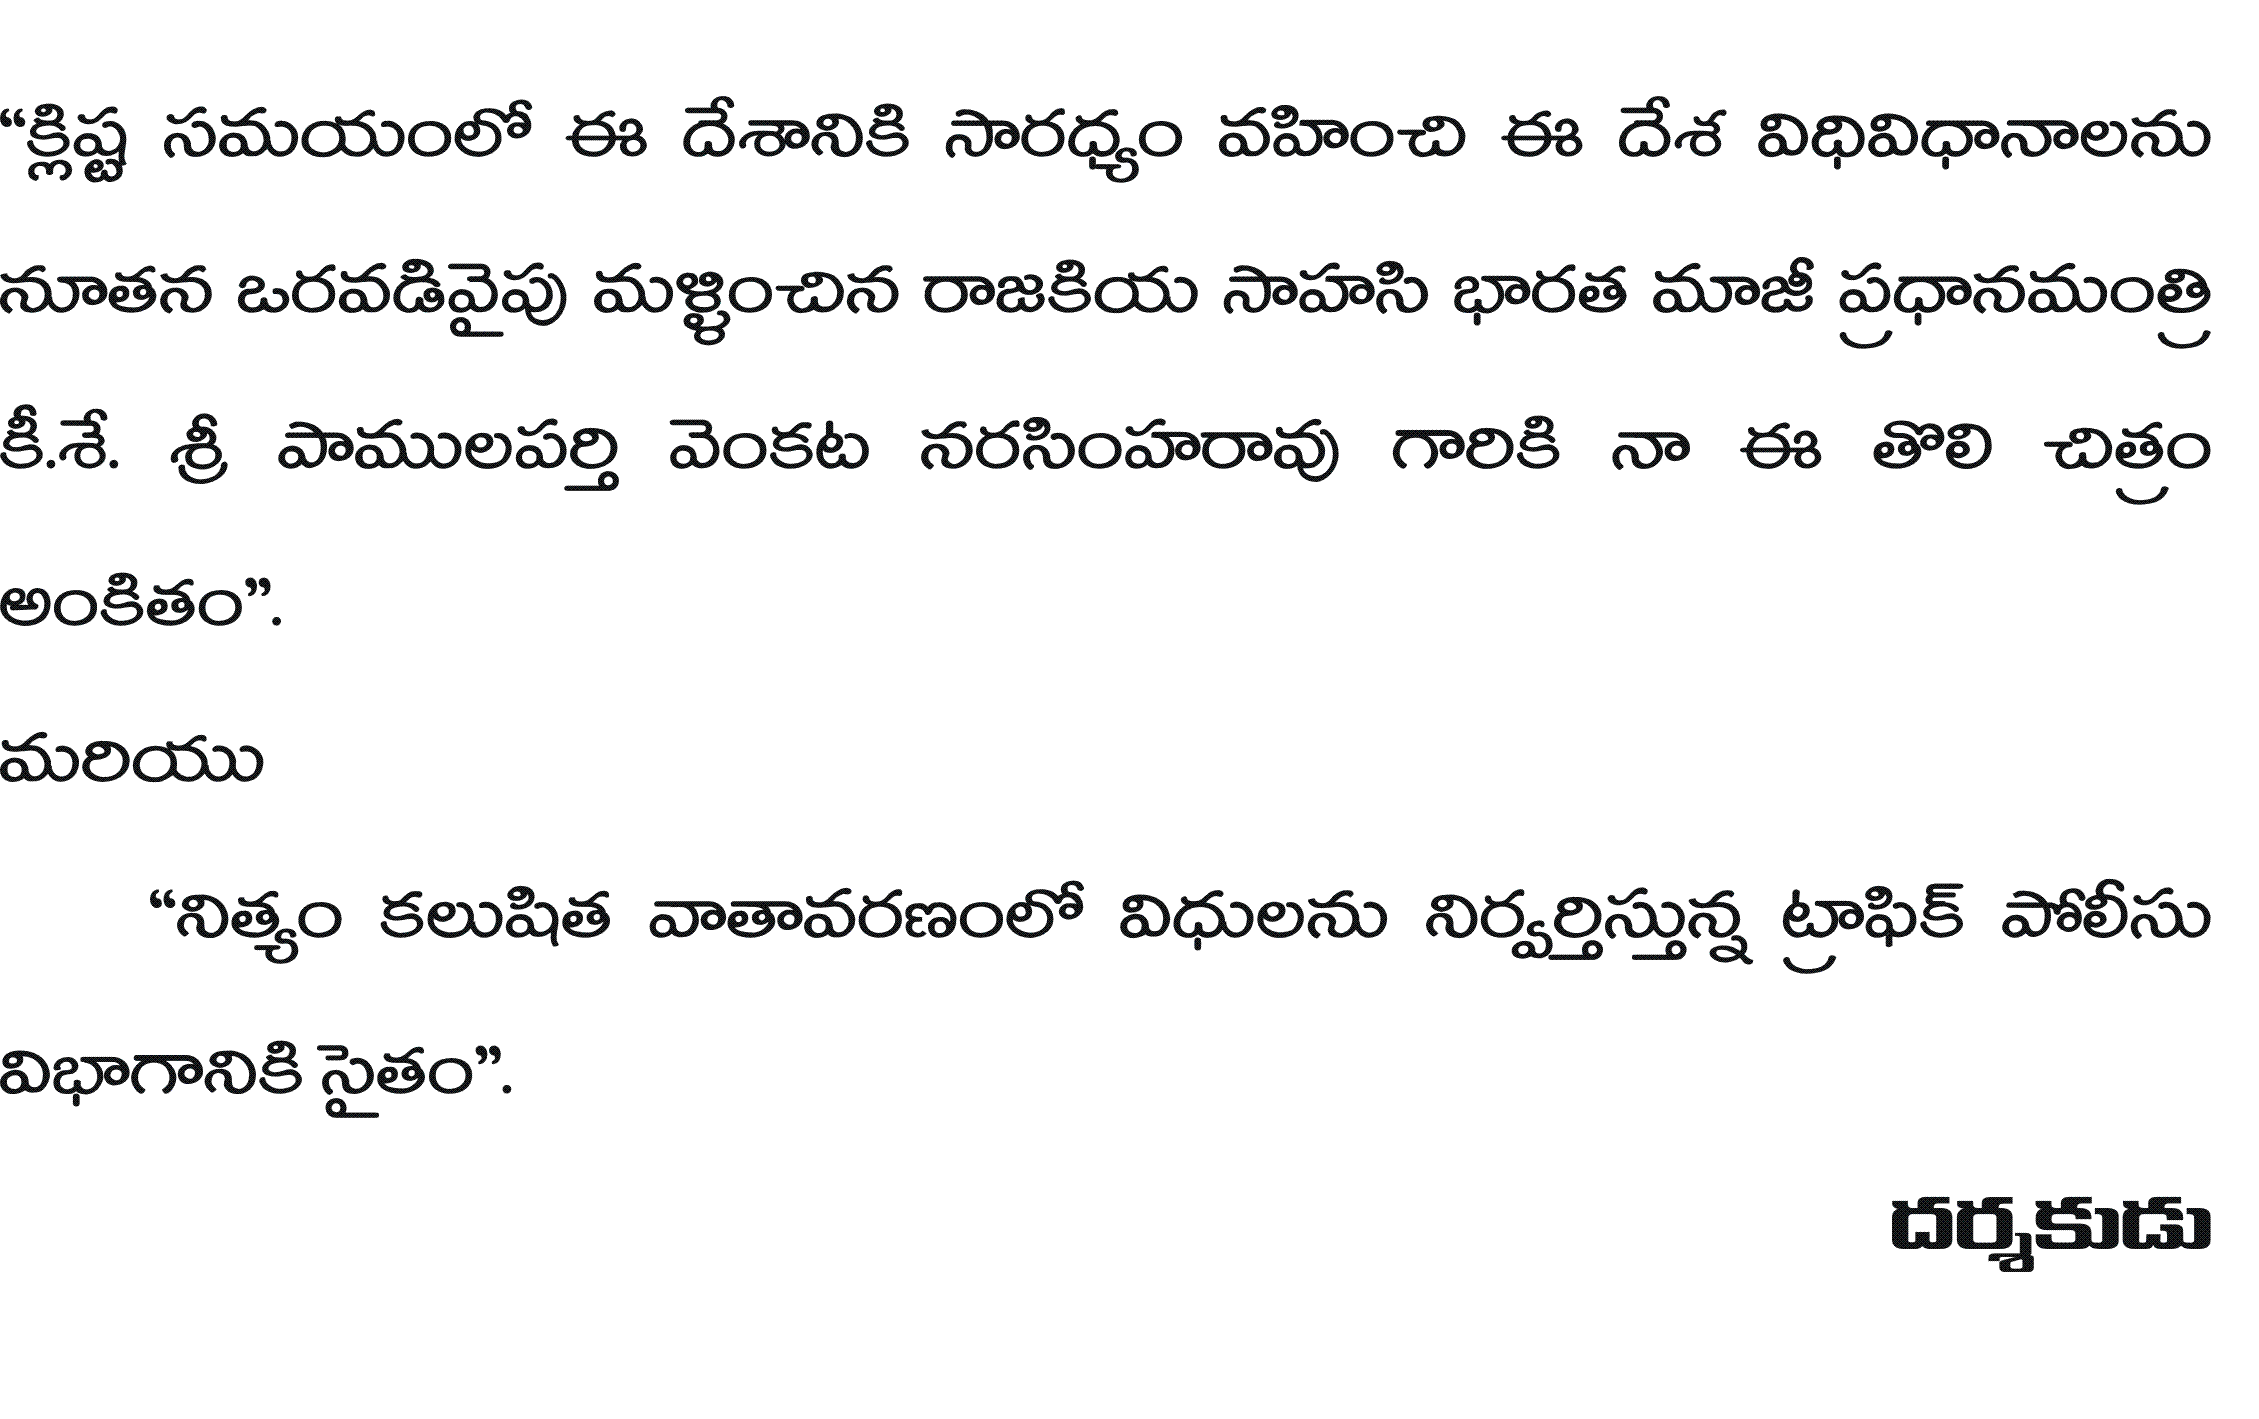 “క్లిష్ట సమయంలో ఈ దేశానికి సారధ్యం వహించి ఈ దేశ విధివిధానాలను
నూతన ఒరవడివైపు మళ్ళించిన రాజకియ సాహసి భారత మాజీ ప్రధానమంత్రి
కీ.శే. శ్రీ పాములపర్తి వెంకట నరసింహరావు గారికి నా ఈ తొలి చిత్రం
అంకితం”.
మరియు
“నిత్యం కలుషిత వాతావరణంలో విధులను నిర్వర్తిస్తున్న ట్రాఫిక్ పోలీసు
విభాగానికి సైతం”.
దర్శకుడు